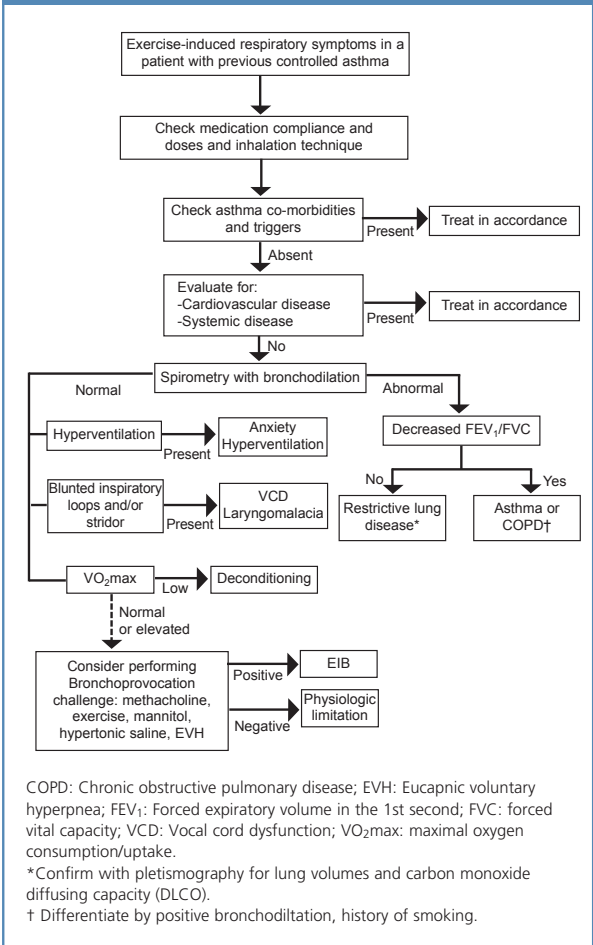 Exercise-induced respiratory symptoms in a
patient with previous controlled asthma
Check medication compliance and
doses and inhalation technique
Check asthma co-morbidities
and triggers
Present
Treat in accordance
Absent
Evaluate for:
-Cardiovascular disease
-Systemic disease
Present
Treat in accordance
No
Spirometry with bronchodilation
Normal
Abnormal
Hyperventilation
Present
Anxiety
Hyperventilation
Decreased FEV₁/FVC
No
Yes
Blunted inspiratory
loops and/or
stridor
Present
VCD
Laryngomalacia
Restrictive lung
disease*
Asthma or
COPD†
VO₂max
Low
Deconditioning
Normal
or elevated
Consider performing
Bronchoprovocation
challenge: methacholine,
exercise, mannitol,
hypertonic saline, EVH
Positive
EIB
Negative
Physiologic
limitation
COPD: Chronic obstructive pulmonary disease; EVH: Eucapnic voluntary
hyperpnea; FEV₁: Forced expiratory volume in the 1st second; FVC: forced
vital capacity; VCD: Vocal cord dysfunction; VO₂max: maximal oxygen
consumption/uptake.
*Confirm with pletismography for lung volumes and carbon monoxide
diffusing capacity (DLCO).
† Differentiate by positive bronchodiltation, history of smoking.